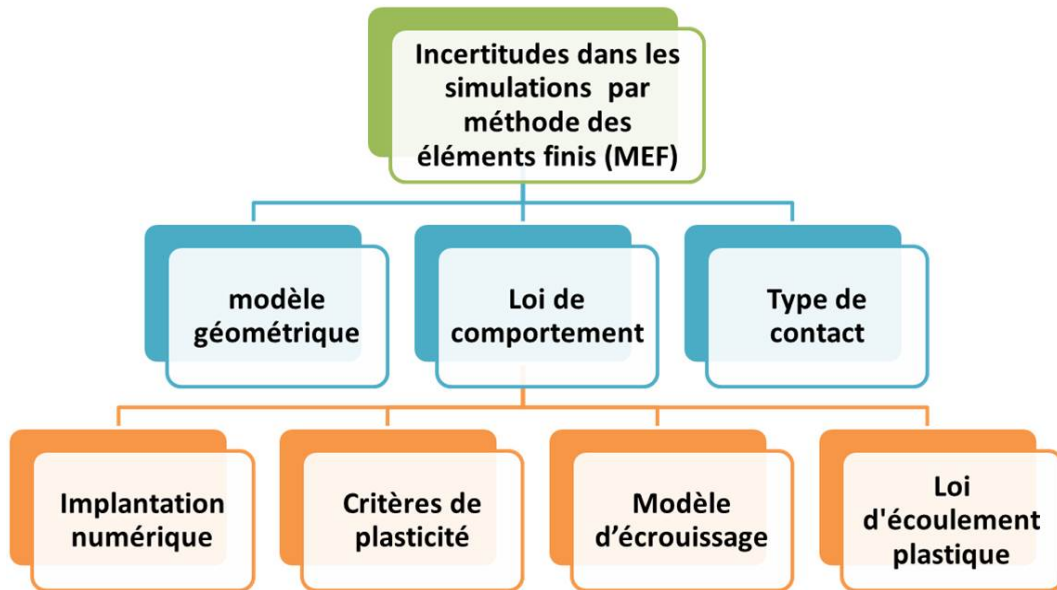 Incertitudes dans les
simulations par
méthode des
éléments finis (MEF)
modèle
géométrique
Loi de
comportement
Type de
contact
Implantation
numérique
Critères de
plasticité
Modèle
d’écrouissage
Loi
d'écoulement
plastique